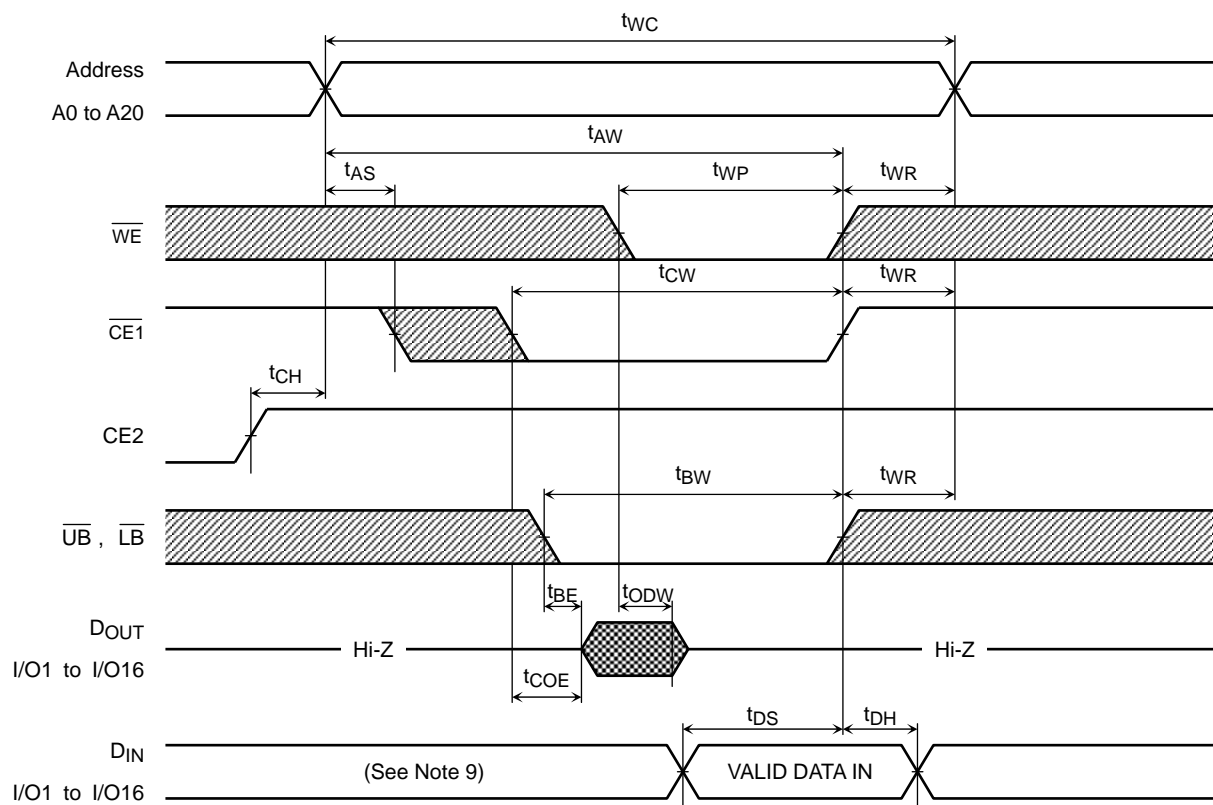 tWC
Address
A0 to A20
tAW
tAS
tWP
tWR
WE
tCW
tWR
CE1
tCH
CE2
tBW
tWR
UB , LB
tBE
tODW
DOUT
I/O1 to I/O16
Hi-Z
Hi-Z
tCOE
tDS
tDH
DIN
I/O1 to I/O16
(See Note 9)
VALID DATA IN